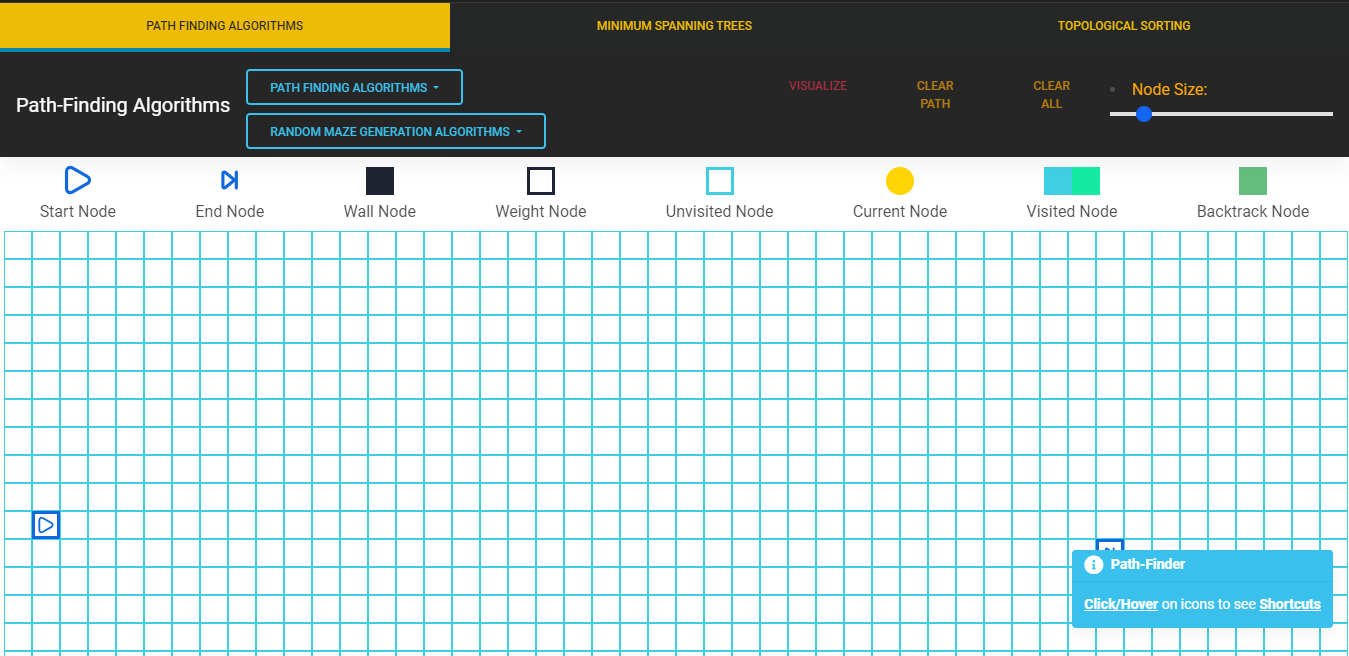 PATH FINDING ALGORITHMS
MINIMUM SPANNING TREES
TOPOLOGICAL SORTING
Path-Finding Algorithms
PATH FINDING ALGORITHMS
RANDOM MAZE GENERATION ALGORITHMS
VISUALIZE
CLEAR
PATH
CLEAR
ALL
Node Size:
Start Node
End Node
Wall Node
Weight Node
Unvisited Node
Current Node
Visited Node
Backtrack Node
Path-Finder
Click/Hover on icons to see Shortcuts